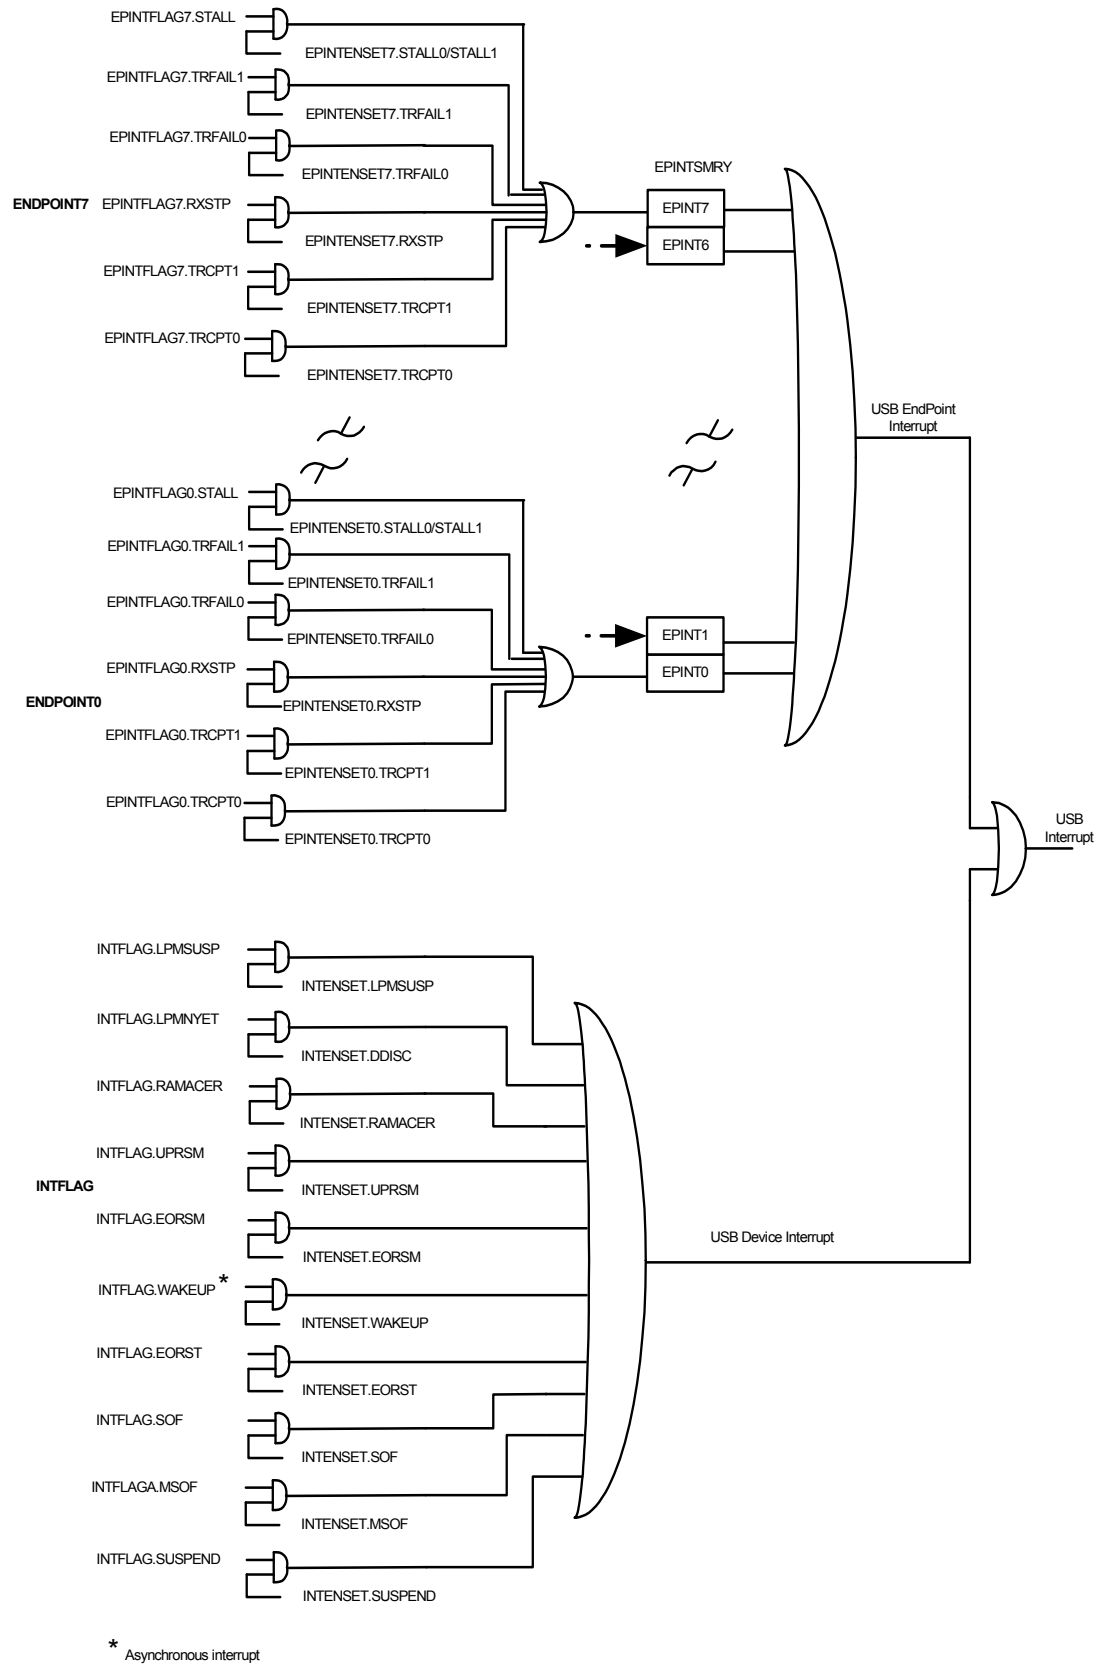 EPINTFLAG7.STALL
EPINTENSET7.STALL0/STALL1
EPINTFLAG7.TRFAIL1
EPINTENSET7.TRFAIL1
EPINTFLAG7.TRFAIL0
EPINTENSET7.TRFAIL0
ENDPOINT7
EPINTFLAG7.RXSTP
EPINTENSET7.RXSTP
EPINTFLAG7.TRCPT1
EPINTENSET7.TRCPT1
EPINTFLAG7.TRCPT0
EPINTENSET7.TRCPT0
EPINTSMRY
EPINT7
EPINT6
USB EndPoint
Interrupt
EPINTFLAG0.STALL
EPINTENSET0.STALL0/STALL1
EPINTFLAG0.TRFAIL1
EPINTENSET0.TRFAIL1
EPINTFLAG0.TRFAIL0
EPINTENSET0.TRFAIL0
EPINTFLAG0.RXSTP
ENDPOINT0
EPINTENSET0.RXSTP
EPINTFLAG0.TRCPT1
EPINTENSET0.TRCPT1
EPINTFLAG0.TRCPT0
EPINTENSET0.TRCPT0
EPINT1
EPINT0
USB
Interrupt
INTFLAG.LPMSUSP
INTENSET.LPMSUSP
INTFLAG.LPMNYET
INTENSET.DDISC
INTFLAG.RAMACER
INTENSET.RAMACER
INTFLAG.UPRSM
INTFLAG
INTENSET.UPRSM
INTFLAG.EORSM
INTENSET.EORSM
INTFLAG.WAKEUP *
INTENSET.WAKEUP
INTFLAG.EORST
INTENSET.EORST
INTFLAG.SOF
INTENSET.SOF
INTFLAGA.MSOF
INTENSET.MSOF
INTFLAG.SUSPEND
INTENSET.SUSPEND
USB Device Interrupt
* Asynchronous interrupt